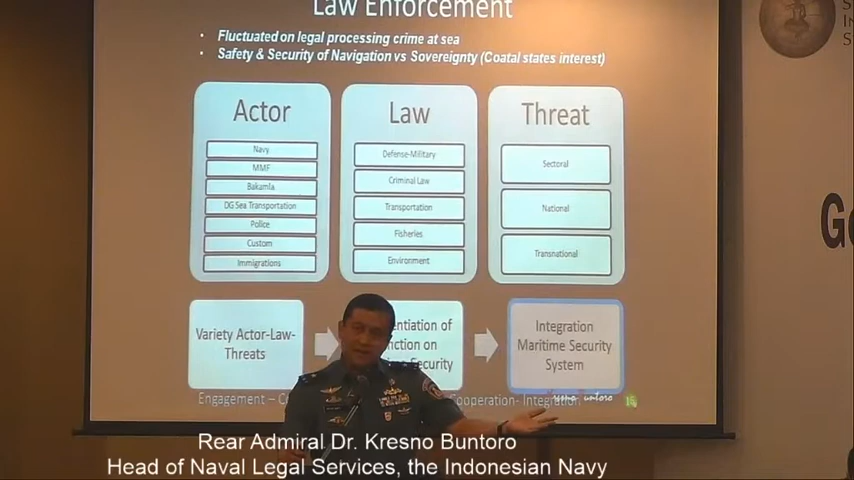 Law Enforcement
• Fluctuated on legal processing crime at sea
• Safety & Security of Navigation vs Sovereignty (Coatal states interest)
Actor
Navy
MMF
Bakamla
DG Sea Transportation
Police
Custom
Immigrations
Law
Defense-Military
Criminal Law
Transportation
Fisheries
Environment
Threat
Sectoral
National
Transnational
Variety Actor-Law-
Threats
Integration
Maritime Security
System
Engagement –
Cooperation- Integration
untoro
Rear Admiral Dr. Kresno Buntoro
Head of Naval Legal Services, the Indonesian Navy